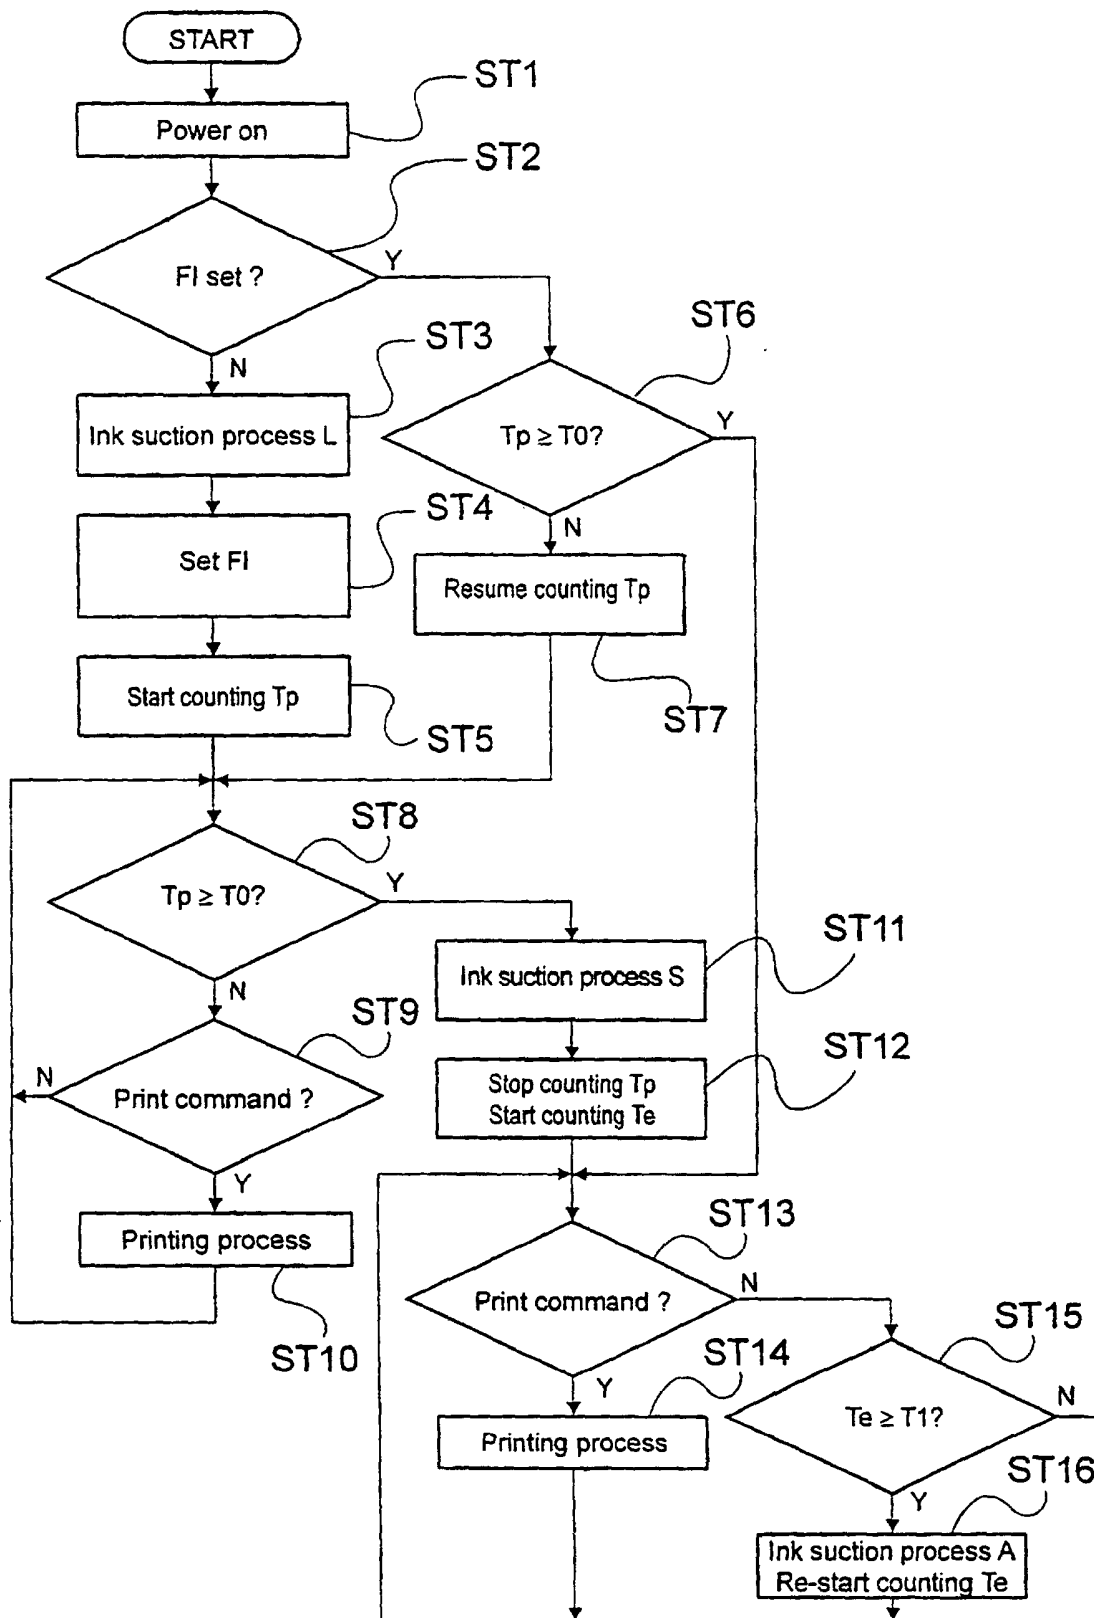 START
ST1
Power on
ST2
FI set ?
Y
N
ST3
ST6
Ink suction process L
Tp ≥ T0?
Y
N
ST4
Set FI
Resume counting Tp
Start counting Tp
ST5
ST7
ST8
Tp ≥ T0?
Y
N
ST11
Ink suction process S
ST9
N
Print command ?
Y
ST12
Stop counting Tp
Start counting Te
Printing process
ST10
ST13
Print command ?
N
Y
ST14
Printing process
ST15
Te ≥ T1?
N
Y
ST16
Ink suction process A
Re-start counting Te